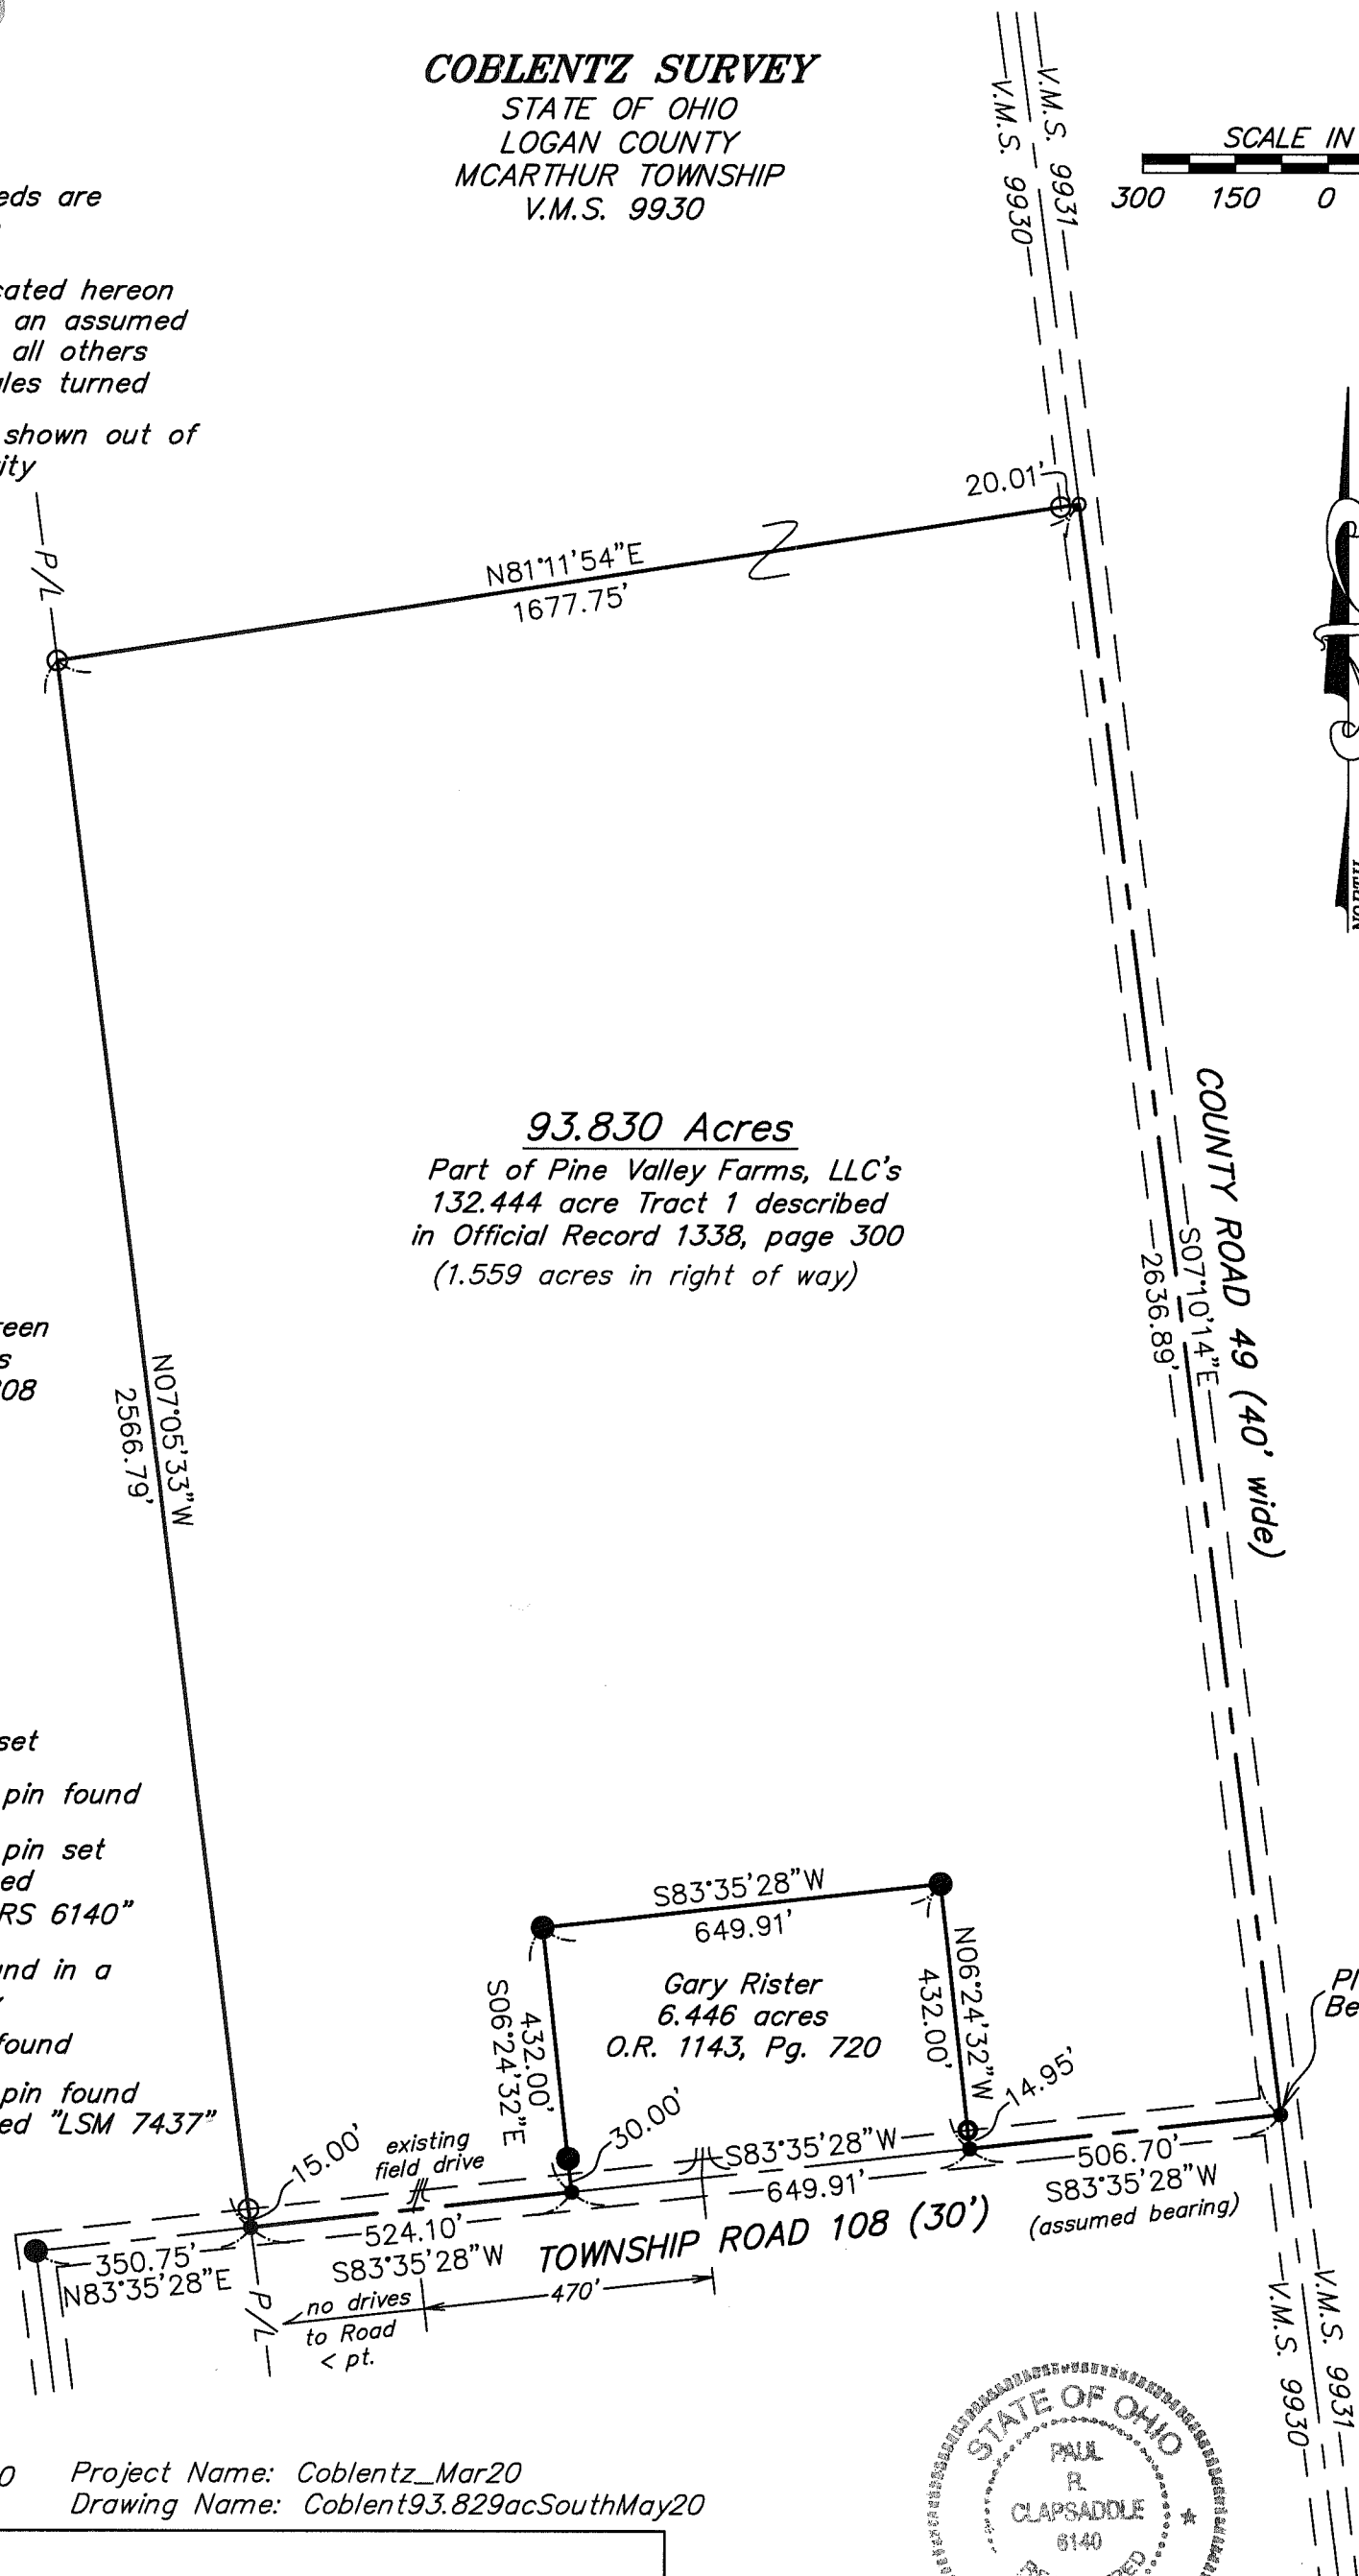 COBLENTZ SURVEY
STATE OF OHIO
LOGAN COUNTY
MCARTHUR TOWNSHIP
V.M.S. 9930
V.M.S. 9930
V.M.S. 9931
SCALE IN
300 150 0
eds are
cated hereon
an assumed
all others
gles turned
shown out of
P/L
20.01'
N81°11'54"E
1677.75'
NORTH
93.830 Acres
Part of Pine Valley Farms, LLC's
132.444 acre Tract 1 described
in Official Record 1338, page 300
(1.559 acres in right of way)
COUNTY ROAD 49 (40' wide)
S07°10'14"E
2636.89'
N07°05'33"W
2566.79'
reen
s
08
set
pin found
pin set
ed
RS 6140"
und in a
found
pin found
ed "LSM 7437"
S83°35'28"W
649.91'
Gary Rister
6.446 acres
O.R. 1143, Pg. 720
S06°24'32"E
432.00'
N06°24'32"W
432.00'
14.95'
Pl
Be
15.00'
existing
field drive
30.00'
S83°35'28"W
649.91'
506.70'
S83°35'28"W
(assumed bearing)
524.10'
S83°35'28"W
TOWNSHIP ROAD 108 (30')
350.75'
N83°35'28"E
P/L
no drives
to Road
< pt.
470'
V.M.S. 9930
V.M.S. 9931
STATE OF OHIO
PAUL
R.
CLAPSADDLE
6140
0 Project Name: Coblentz_Mar20
Drawing Name: Coblent93.829acSouthMay20